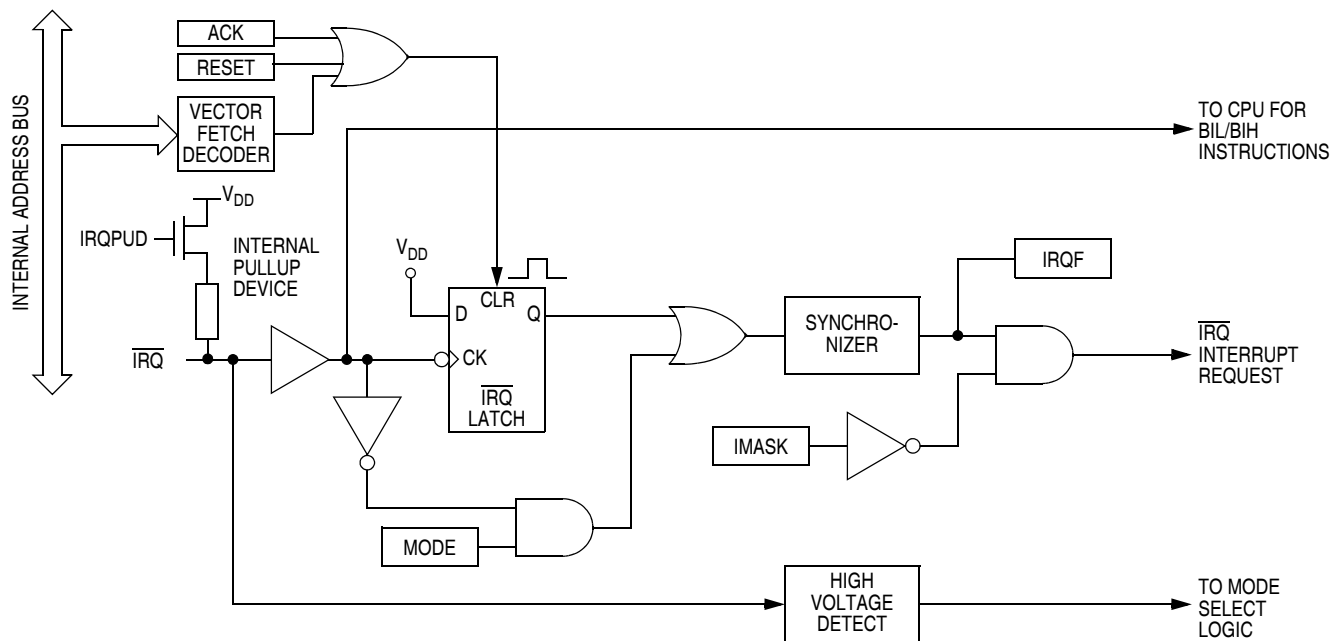 INTERNAL ADDRESS BUS
ACK
RESET
VECTOR
FETCH
DECODER
TO CPU FOR
BIL/BIH
INSTRUCTIONS
VDD
IRQPUD
INTERNAL
PULLUP
DEVICE
VDD
D
CLR
Q
CK
IRQ
LATCH
IRQ
SYNCHRO-
NIZER
IRQF
IRQ
INTERRUPT
REQUEST
IMASK
MODE
HIGH
VOLTAGE
DETECT
TO MODE
SELECT
LOGIC